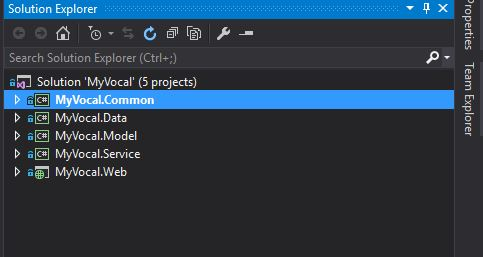 Solution Explorer
Search Solution Explorer (Ctrl+;)
Solution 'MyVocal' (5 projects)
C# MyVocal.Common
C# MyVocal.Data
C# MyVocal.Model
C# MyVocal.Service
MyVocal.Web
Properties
Team Explorer